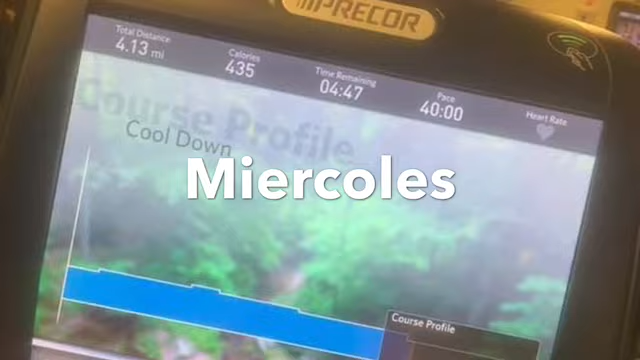 PRECOR
Total Distance
4.13 mi
Calories
435
Time Remaining
04:47
Pace
40:00
Heart Rate
Course Profile
Cool Down
Miercoles
Course Profile